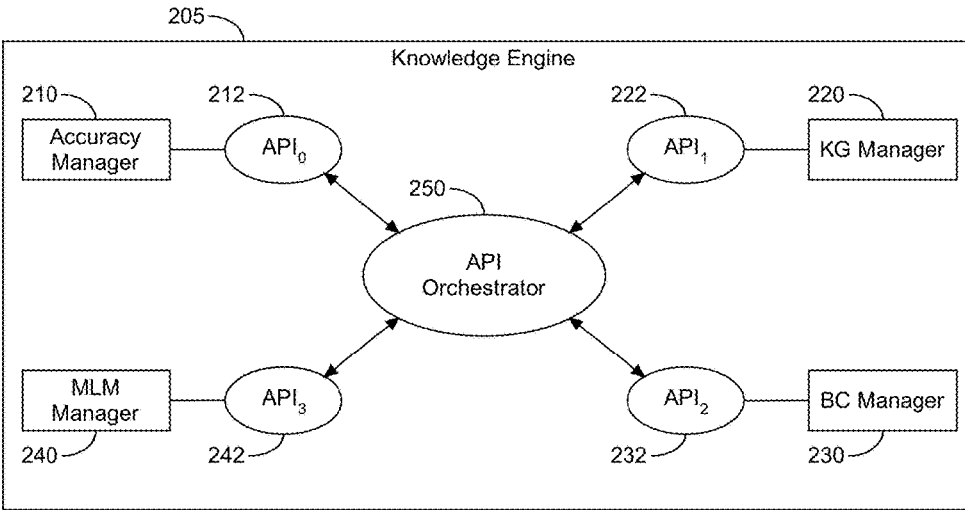 205
Knowledge Engine
210
212
222
220
Accuracy
Manager
API₀
API₁
KG Manager
250
API
Orchestrator
MLM
Manager
API₃
API₂
BC Manager
240
242
232
230